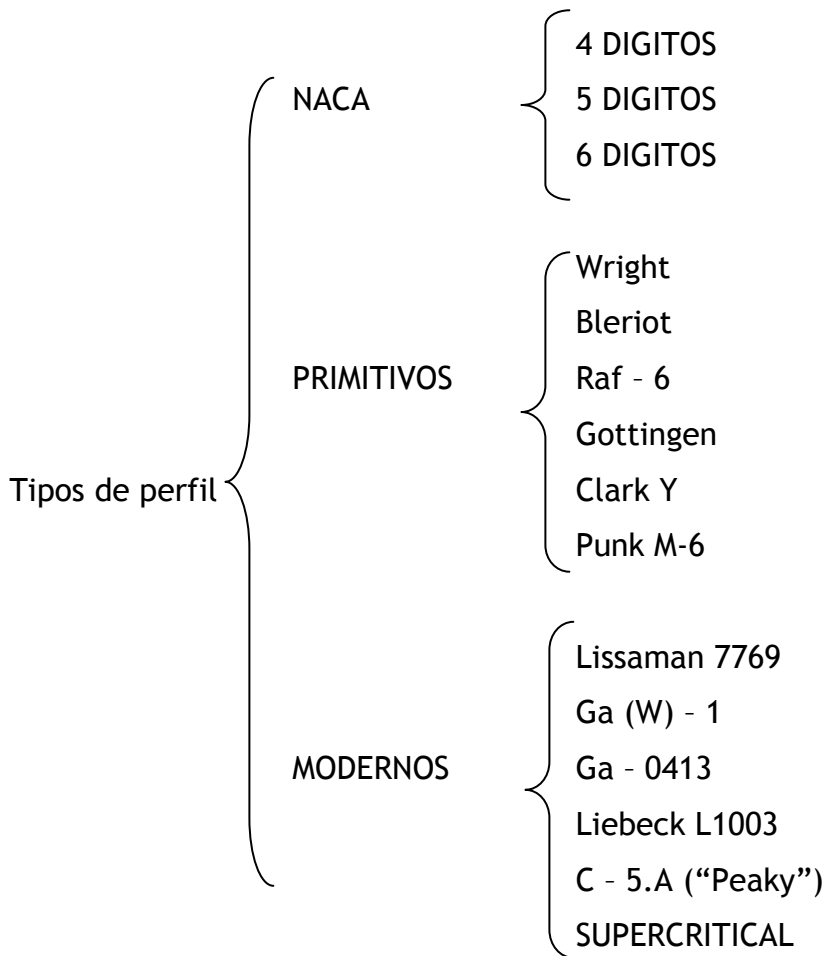 Tipos de perfil
NACA
4 DIGITOS
5 DIGITOS
6 DIGITOS
PRIMITIVOS
Wright
Bleriot
Raf – 6
Gottingen
Clark Y
Punk M-6
MODERNOS
Lissaman 7769
Ga (W) – 1
Ga – 0413
Liebeck L1003
C – 5.A (“Peaky”)
SUPERCRITICAL